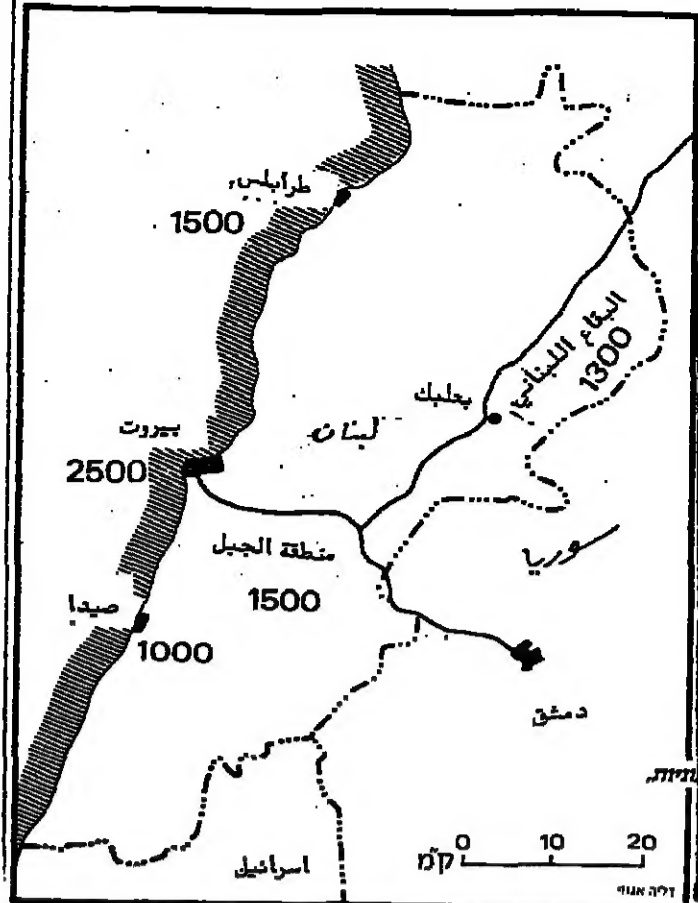 طرابلس
1500
البقاع اللبناني
1300
بعلبك
بيروت
لبنان
2500
منطقة الجبل
سوريا
صيدا
1500
1000
دمشق
اسرائيل
ק"מ 0 10 20